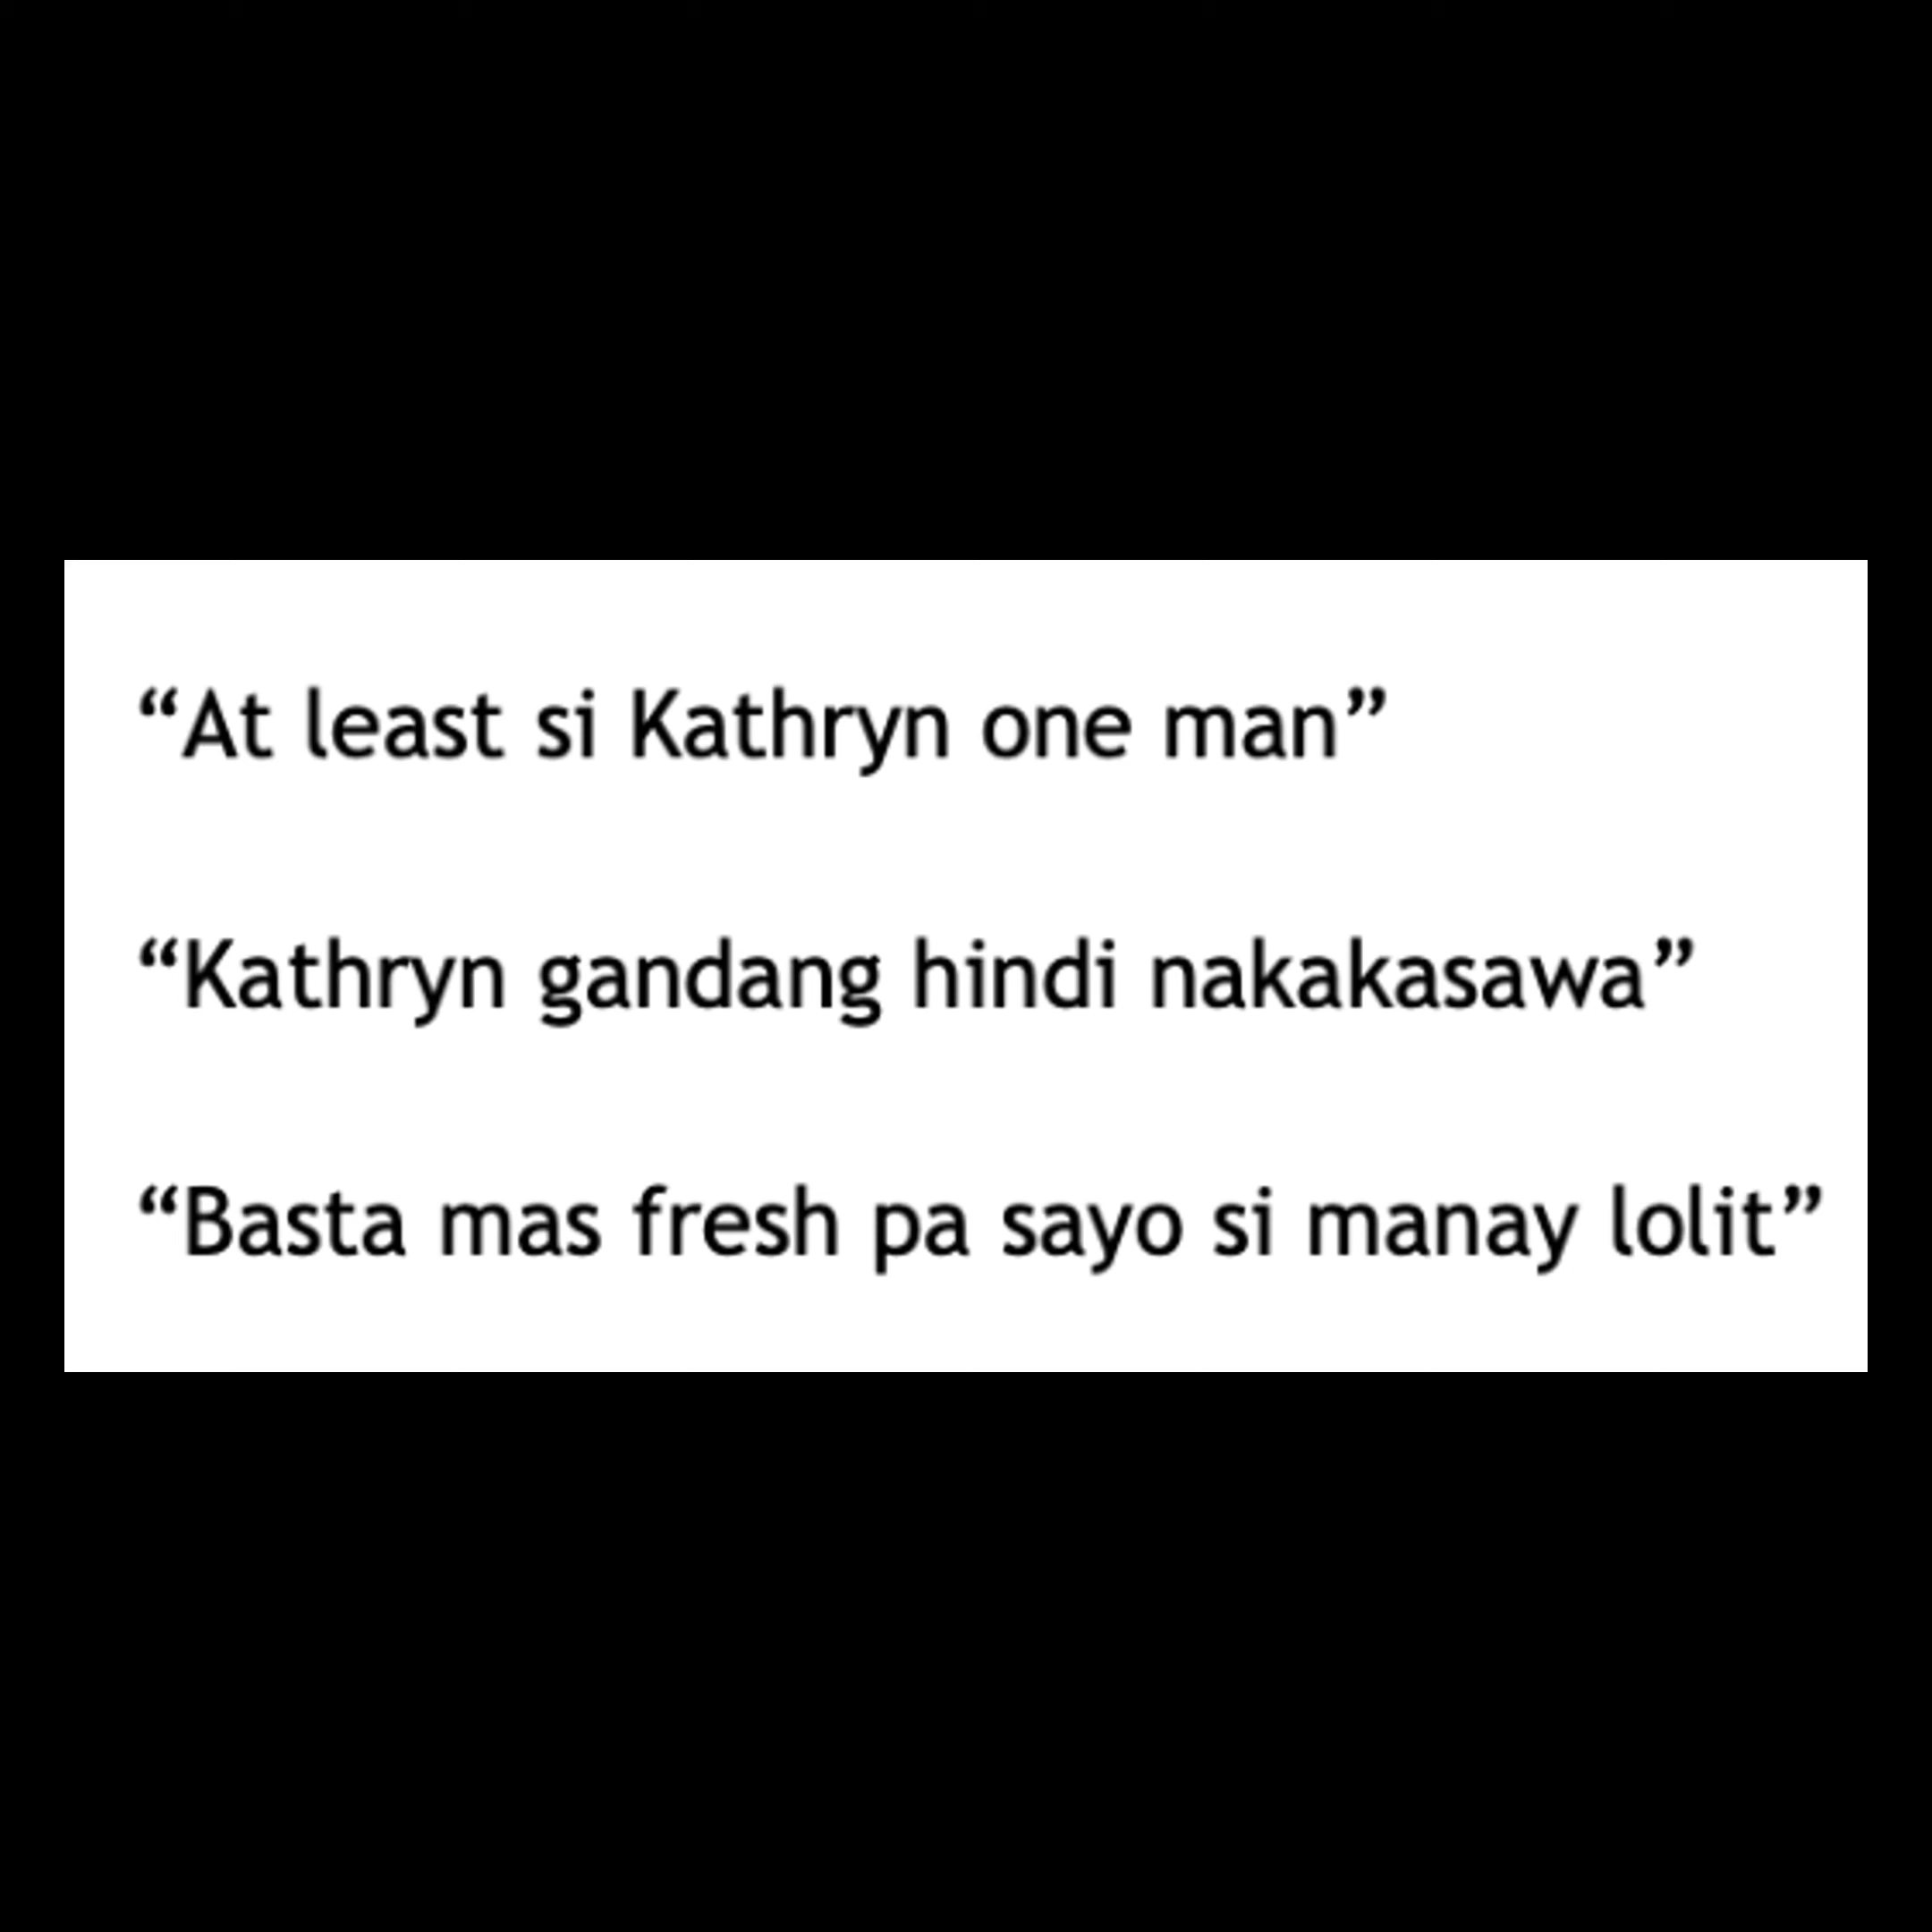 “At least si Kathryn one man”
“Kathryn gandang hindi nakakasawa”
“Basta mas fresh pa sayo si manay lolit”